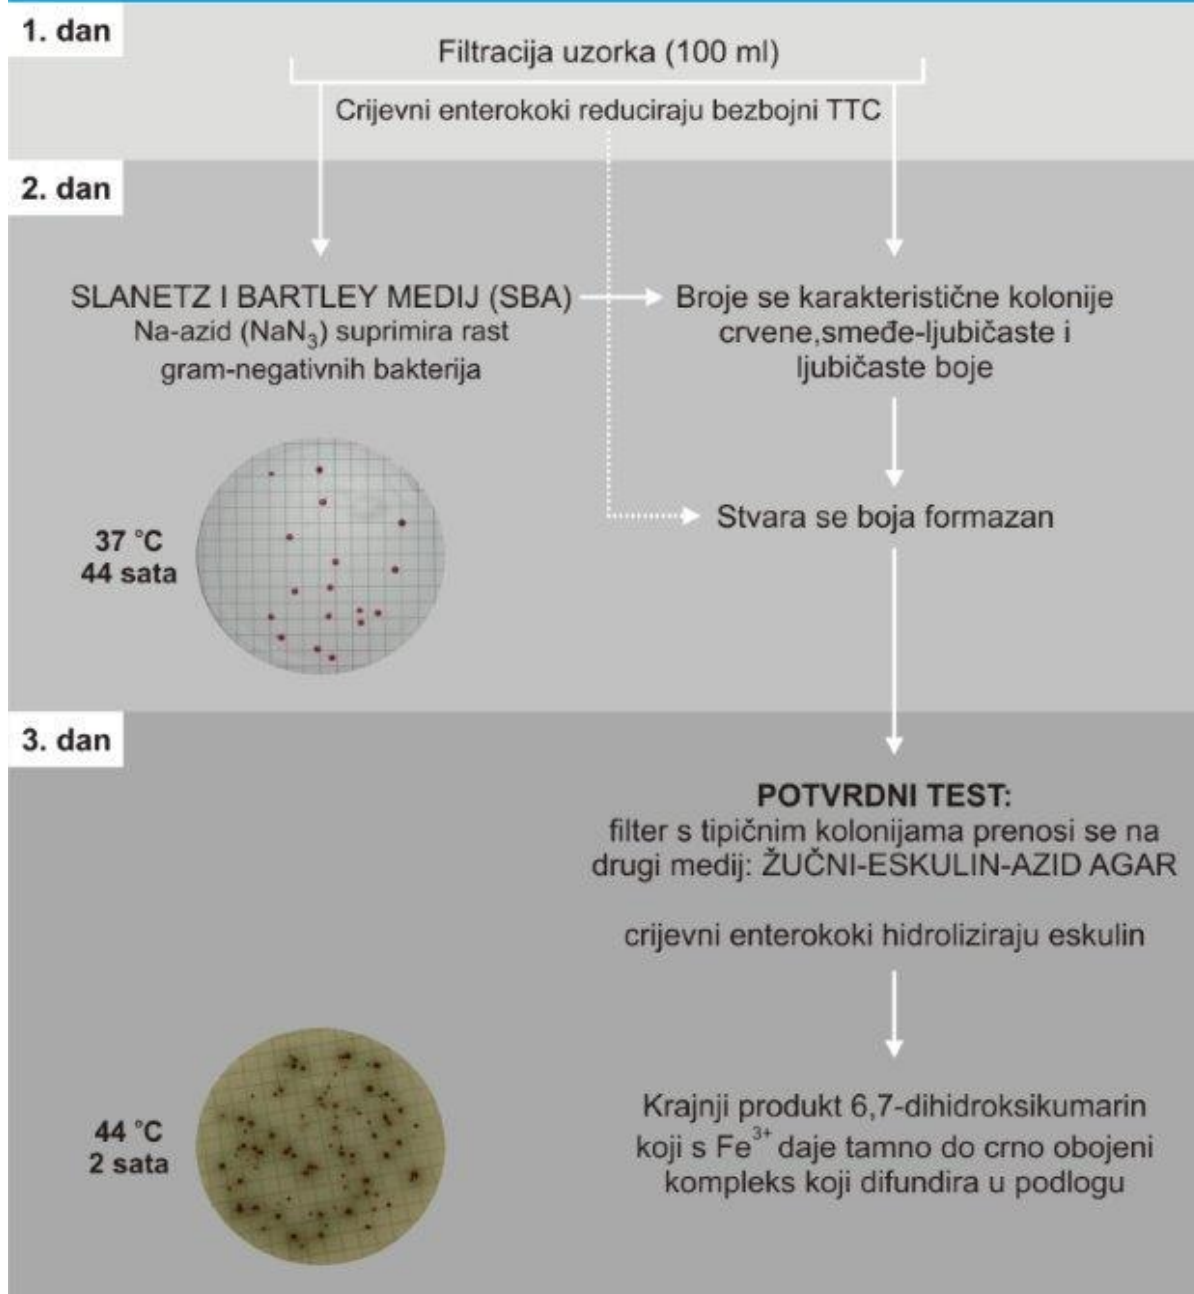 1. dan
Filtracija uzorka (100 ml)
Crijevni enterokoki reduciraju bezbojni TTC
2. dan
SLANETZ I BARTLEY MEDIJ (SBA)
Na-azid (NaN₃) suprimira rast
gram-negativnih bakterija
Broje se karakteristične kolonije
crvene,smeđe-ljubičaste i
ljubičaste boje
37 °C
44 sata
Stvara se boja formazan
3. dan
POTVRDNI TEST:
filter s tipičnim kolonijama prenosi se na
drugi medij: ŽUČNI-ESKULIN-AZID AGAR
crijevni enterokoki hidroliziraju eskulin
44 °C
2 sata
Krajnji produkt 6,7-dihidroksikumarin
koji s Fe³⁺ daje tamno do crno obojeni
kompleks koji difundira u podlogu